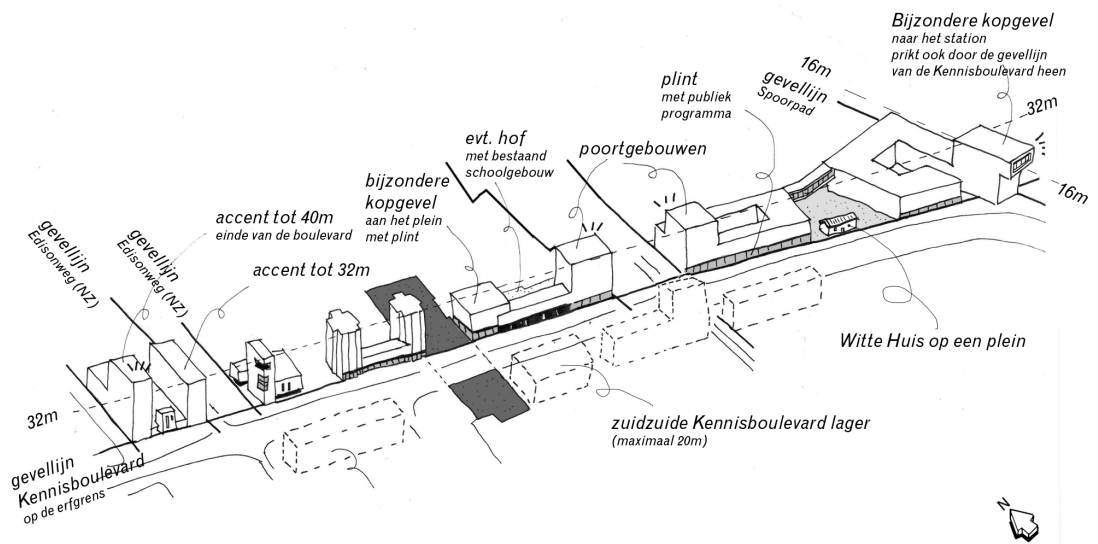 Bijzondere kopgevel
naar het station
prikt ook door de gevellijn
van de Kennisboulevard heen
16m
gevellijn
Spoorpad
32m
16m
plint
met publiek
programma
evt. hof
met bestaand
schoolgebouw
poortgebouwen
bijzondere
kopgevel
aan het plein
met plint
accent tot 40m
einde van de boulevard
accent tot 32m
gevellijn
Edisonweg (NZ)
gevellijn
Edisonweg (NZ)
Witte Huis op een plein
zuidzuide Kennisboulevard lager
(maximaal 20m)
32m
gevellijn
Kennisboulevard
op de erfgrens
N